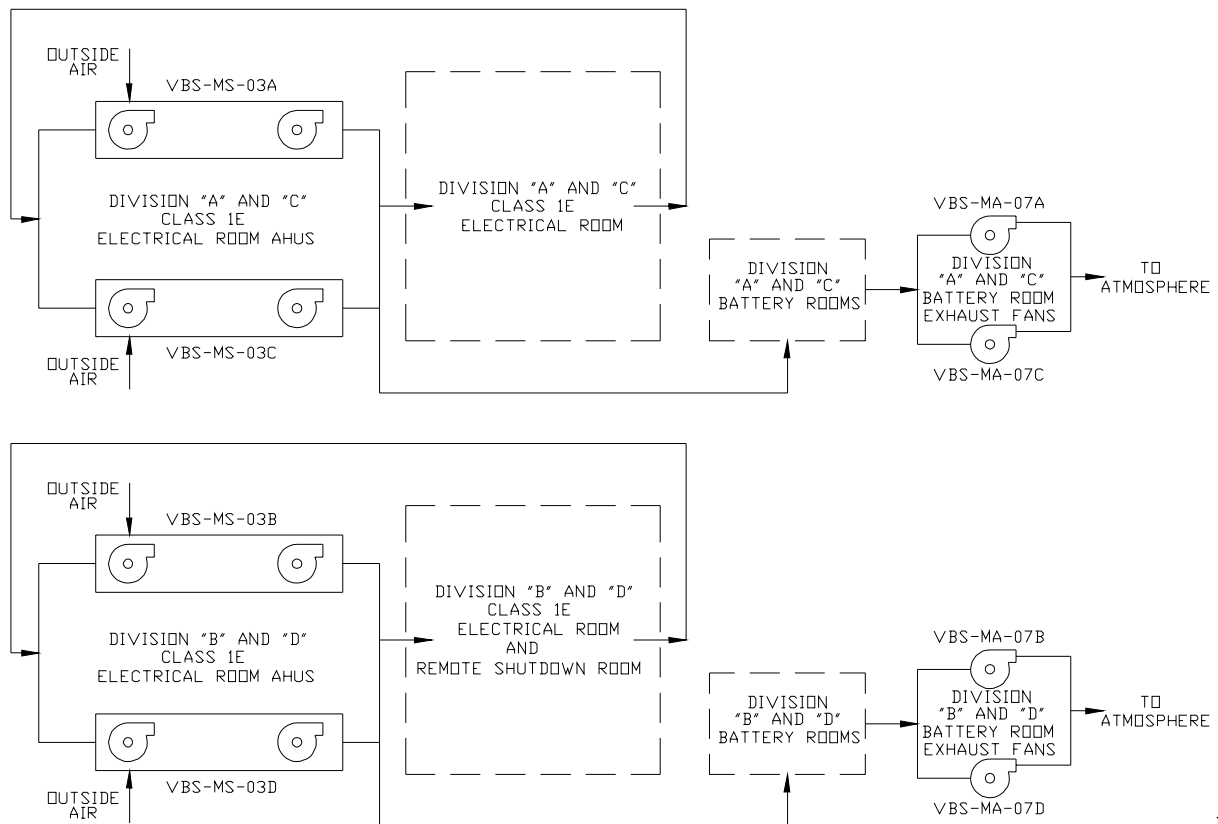 OUTSIDE
AIR
VBS-MS-03A
DIVISION "A" AND "C"
CLASS 1E
ELECTRICAL ROOM AHUS
VBS-MS-03C
OUTSIDE
AIR
DIVISION "A" AND "C"
CLASS 1E
ELECTRICAL ROOM
DIVISION
"A" AND "C"
BATTERY ROOMS
VBS-MA-07A
DIVISION
"A" AND "C"
BATTERY ROOM
EXHAUST FANS
VBS-MA-07C
TO
ATMOSPHERE
OUTSIDE
AIR
VBS-MS-03B
DIVISION "B" AND "D"
CLASS 1E
ELECTRICAL ROOM AHUS
VBS-MS-03D
OUTSIDE
AIR
DIVISION "B" AND "D"
CLASS 1E
ELECTRICAL ROOM
AND
REMOTE SHUTDOWN ROOM
DIVISION
"B" AND "D"
BATTERY ROOMS
VBS-MA-07B
DIVISION
"B" AND "D"
BATTERY ROOM
EXHAUST FANS
VBS-MA-07D
TO
ATMOSPHERE